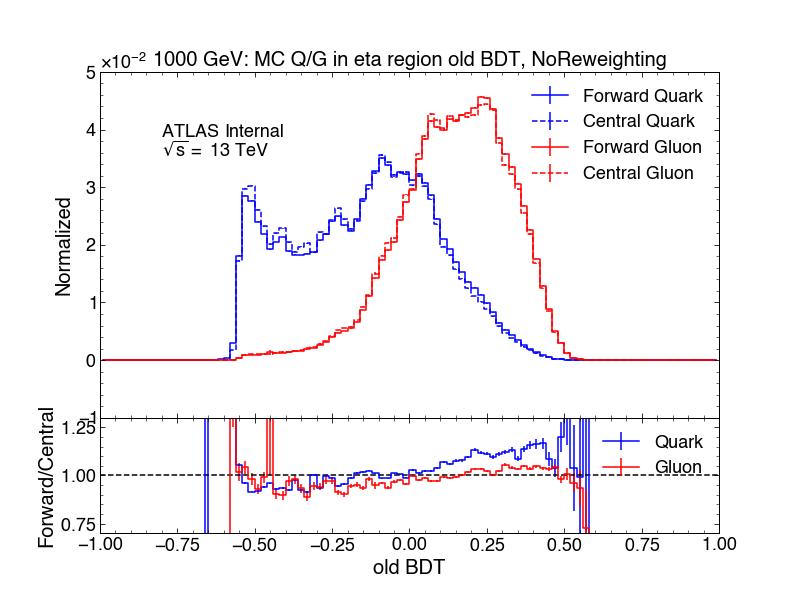 ×10⁻² 1000 GeV: MC Q/G in eta region old BDT, NoReweighting
5
4
3
2
1
0
−1
Normalized
ATLAS Internal
√s = 13 TeV
Forward Quark
Central Quark
Forward Gluon
Central Gluon
1.25
1.00
0.75
Forward/Central
Quark
Gluon
−1.00 −0.75 −0.50 −0.25 0.00 0.25 0.50 0.75 1.00
old BDT